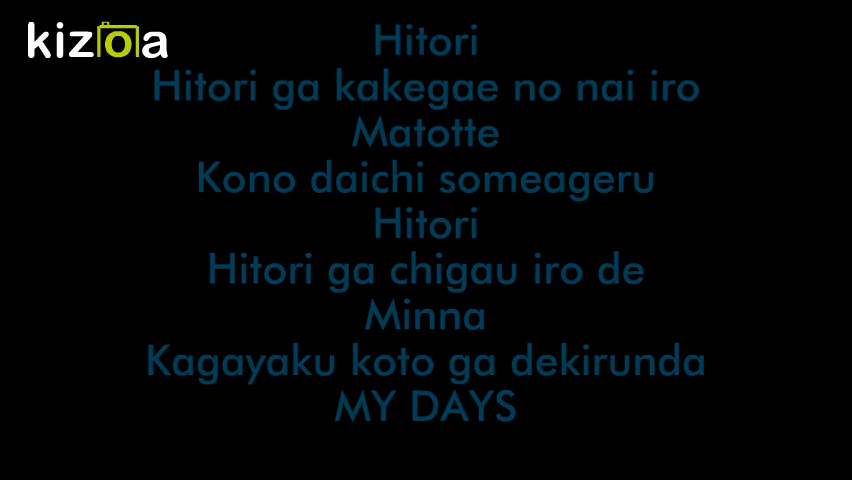 kizoa
Hitori
Hitori ga kakegae no nai iro
Matotte
Kono daichi someageru
Hitori
Hitori ga chigau iro de
Minna
Kagayaku koto ga dekirunda
MY DAYS